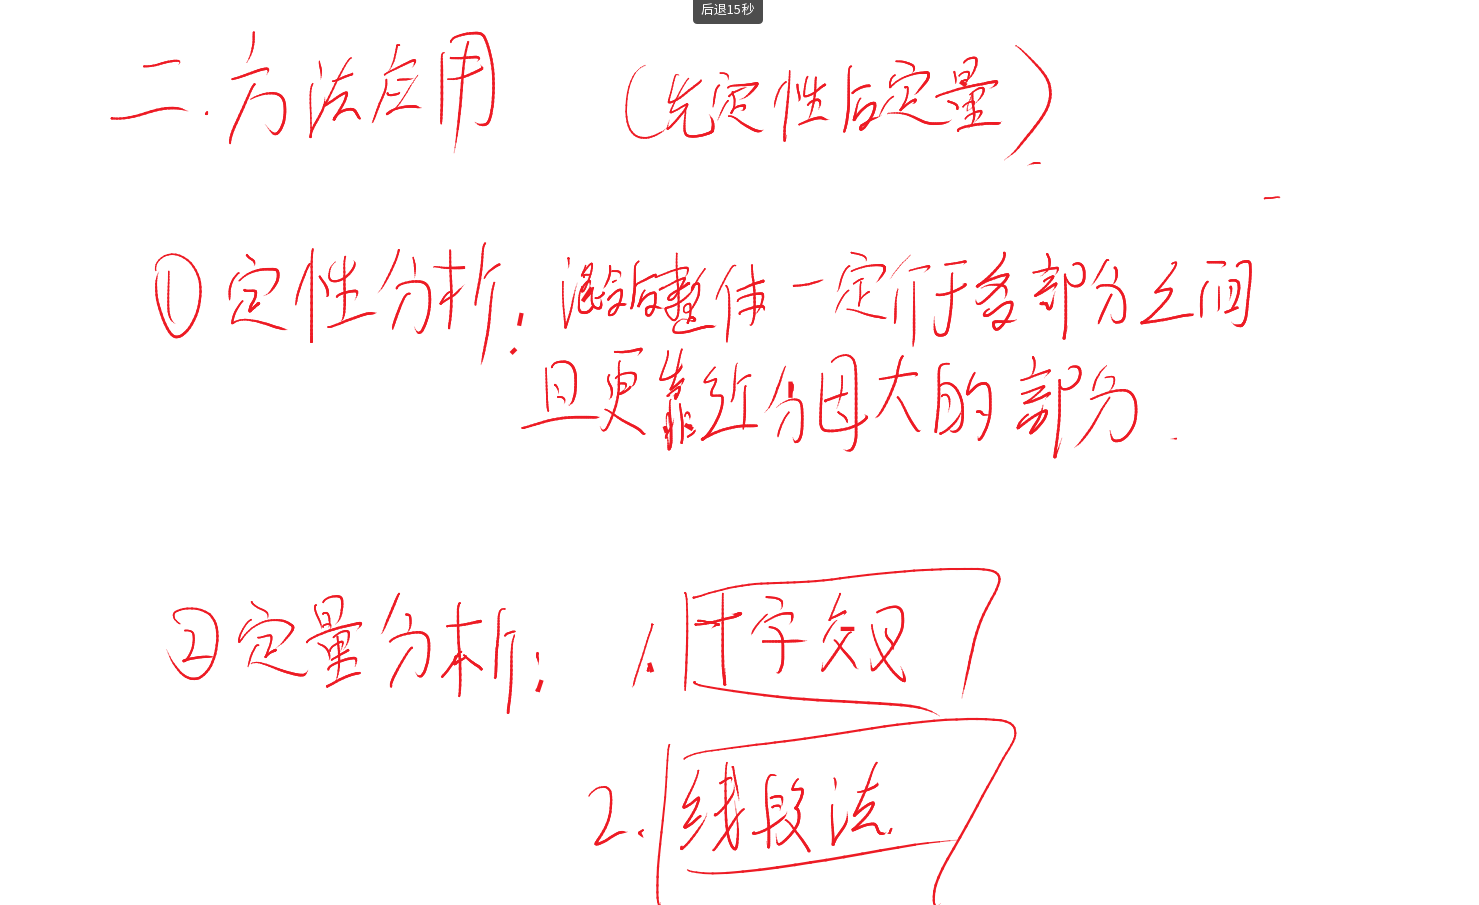 后退15秒
二.方法应用 (先定性后定量)
①定性分析:混合后整体一定介于各部分之间
且更靠近分母大的部分.
②定量分析:1.十字交叉
2.线段法.